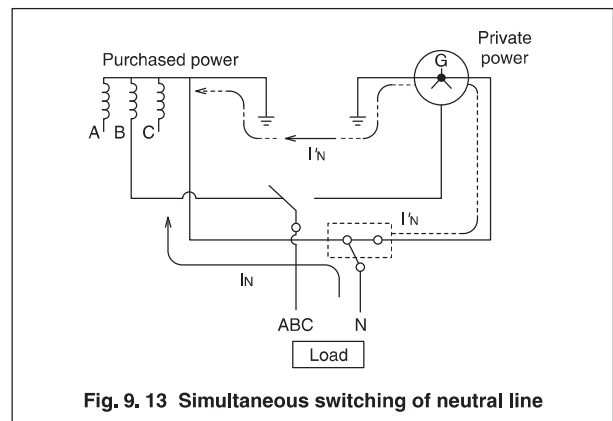 Purchased power
Private
power
G
A B C
I'N
I'N
IN
ABC N
Load
Fig. 9. 13 Simultaneous switching of neutral line